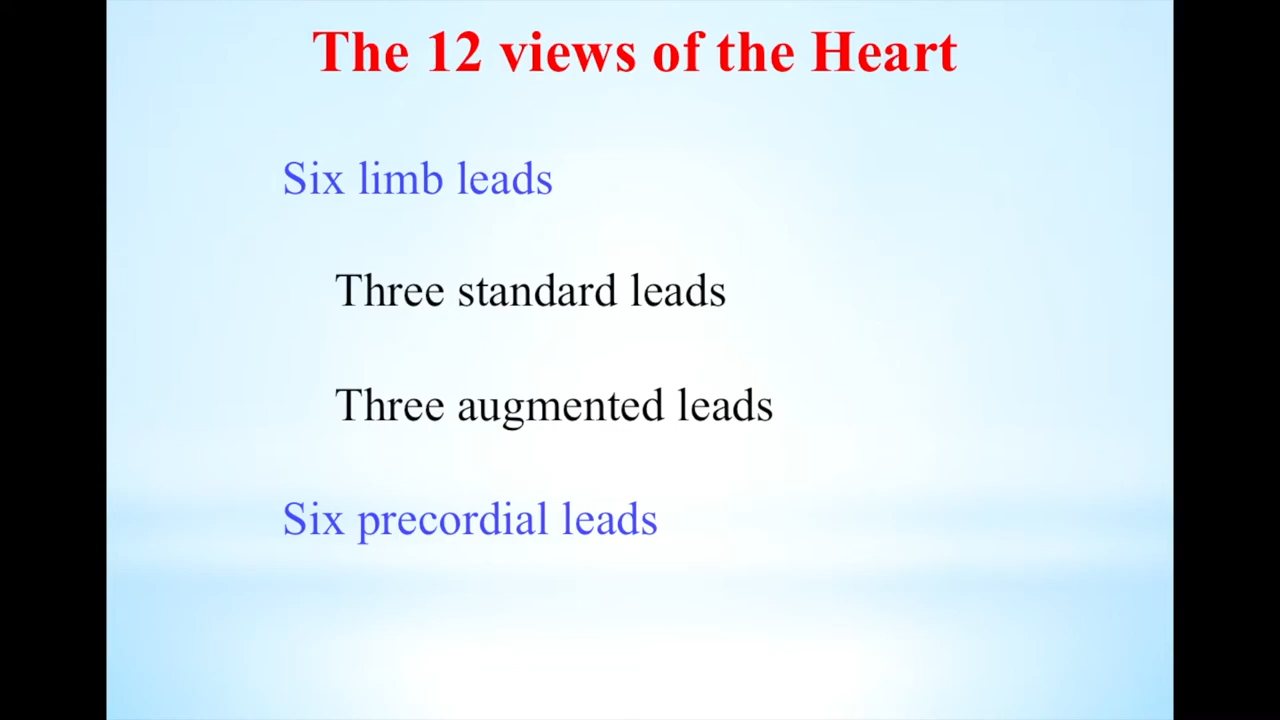 The 12 views of the Heart
Six limb leads
Three standard leads
Three augmented leads
Six precordial leads